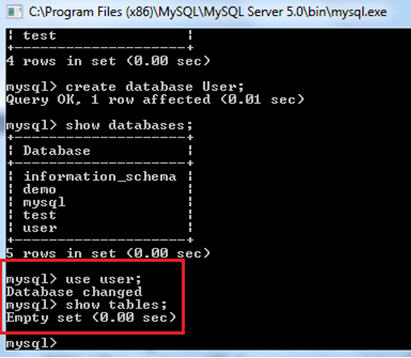 C:\Program Files (x86)\MySQL\MySQL Server 5.0\bin\mysql.exe
| test |
+--------------------+
4 rows in set (0.00 sec)
mysql> create database User;
Query OK, 1 row affected (0.01 sec)
mysql> show databases;
+--------------------+
| Database |
+--------------------+
| information_schema |
| demo |
| mysql |
| test |
| user |
+--------------------+
5 rows in set (0.00 sec)
mysql> use user;
Database changed
mysql> show tables;
Empty set (0.00 sec)
mysql>